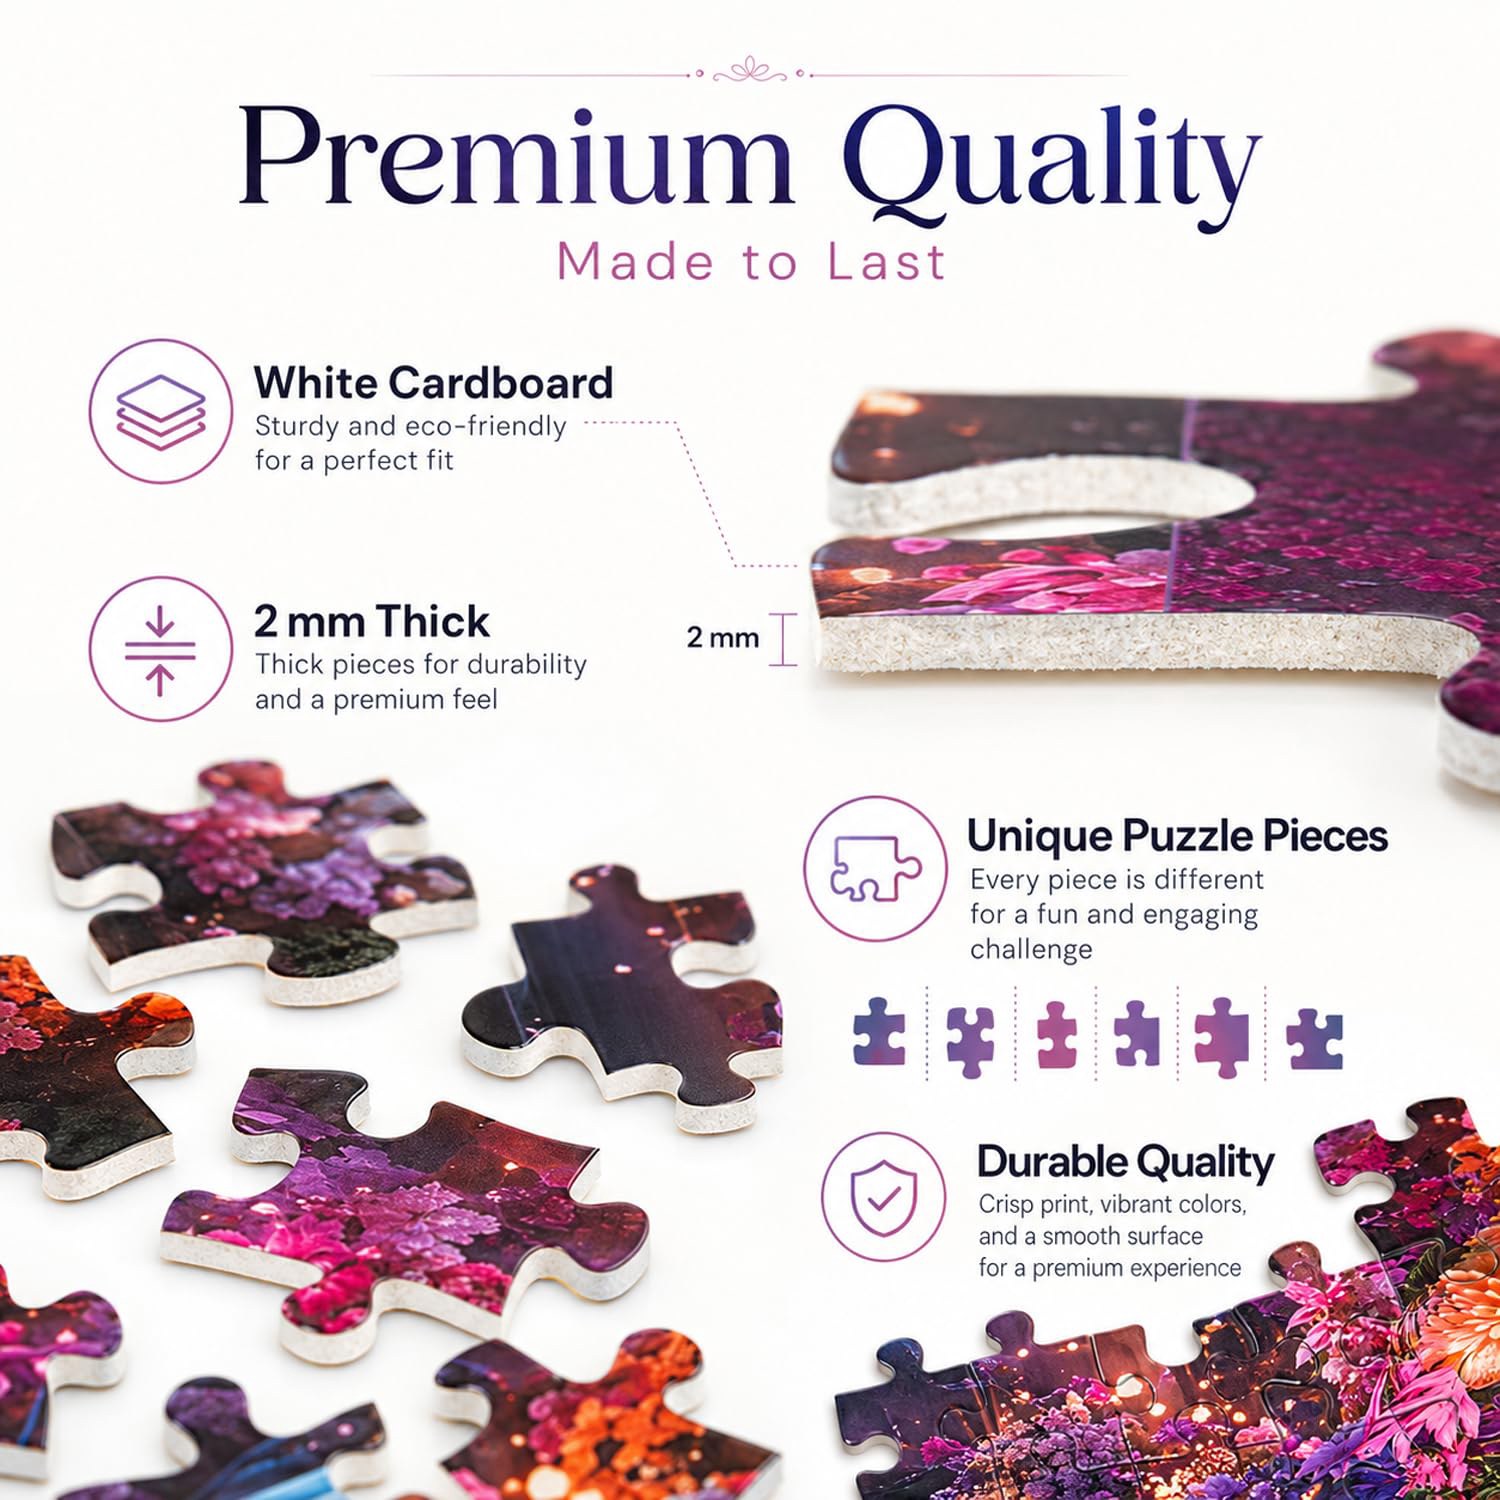 Premium Quality
Made to Last
White Cardboard
Sturdy and eco-friendly
for a perfect fit
2 mm Thick
Thick pieces for durability
and a premium feel
2 mm
Unique Puzzle Pieces
Every piece is different
for a fun and engaging
challenge
Durable Quality
Crisp print, vibrant colors,
and a smooth surface
for a premium experience